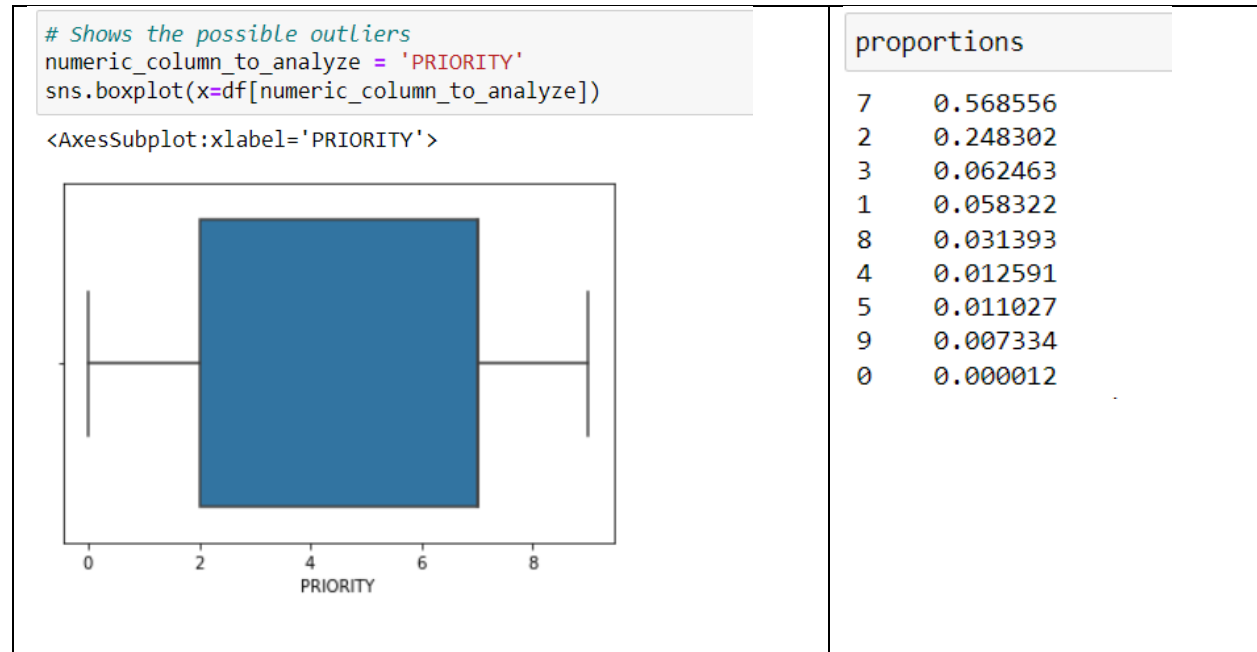 # Shows the possible outliers
numeric_column_to_analyze = 'PRIORITY'
sns.boxplot(x=df[numeric_column_to_analyze])
<AxesSubplot:xlabel='PRIORITY'>
0 2 4 6 8
PRIORITY
proportions
7 0.568556
2 0.248302
3 0.062463
1 0.058322
8 0.031393
4 0.012591
5 0.011027
9 0.007334
0 0.000012